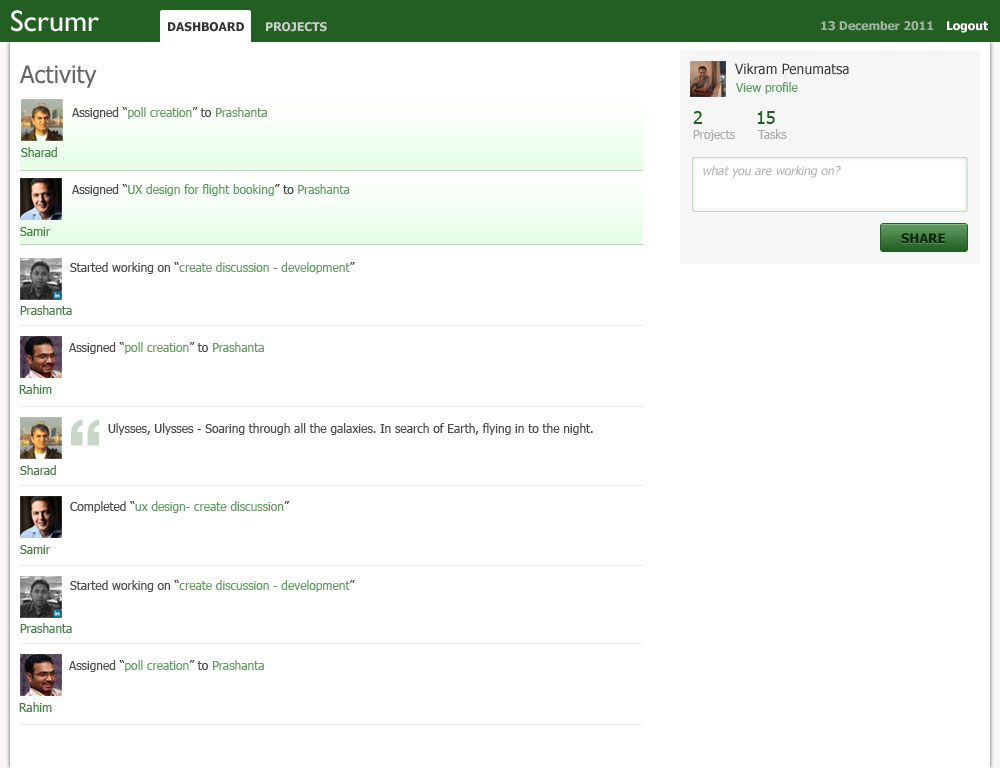 Scrumr
DASHBOARD
PROJECTS
13 December 2011
Logout
Activity
Assigned “poll creation” to Prashanta
Sharad
Assigned “UX design for flight booking” to Prashanta
Samir
Started working on “create discussion - development”
in
Prashanta
Assigned “poll creation” to Prashanta
Rahim
Ulysses, Ulysses - Soaring through all the galaxies. In search of Earth, flying in to the night.
Sharad
Completed “ux design- create discussion”
Samir
Started working on “create discussion - development”
in
Prashanta
Assigned “poll creation” to Prashanta
Rahim
Vikram Penumatsa
View profile
2 15
Projects Tasks
what you are working on?
SHARE